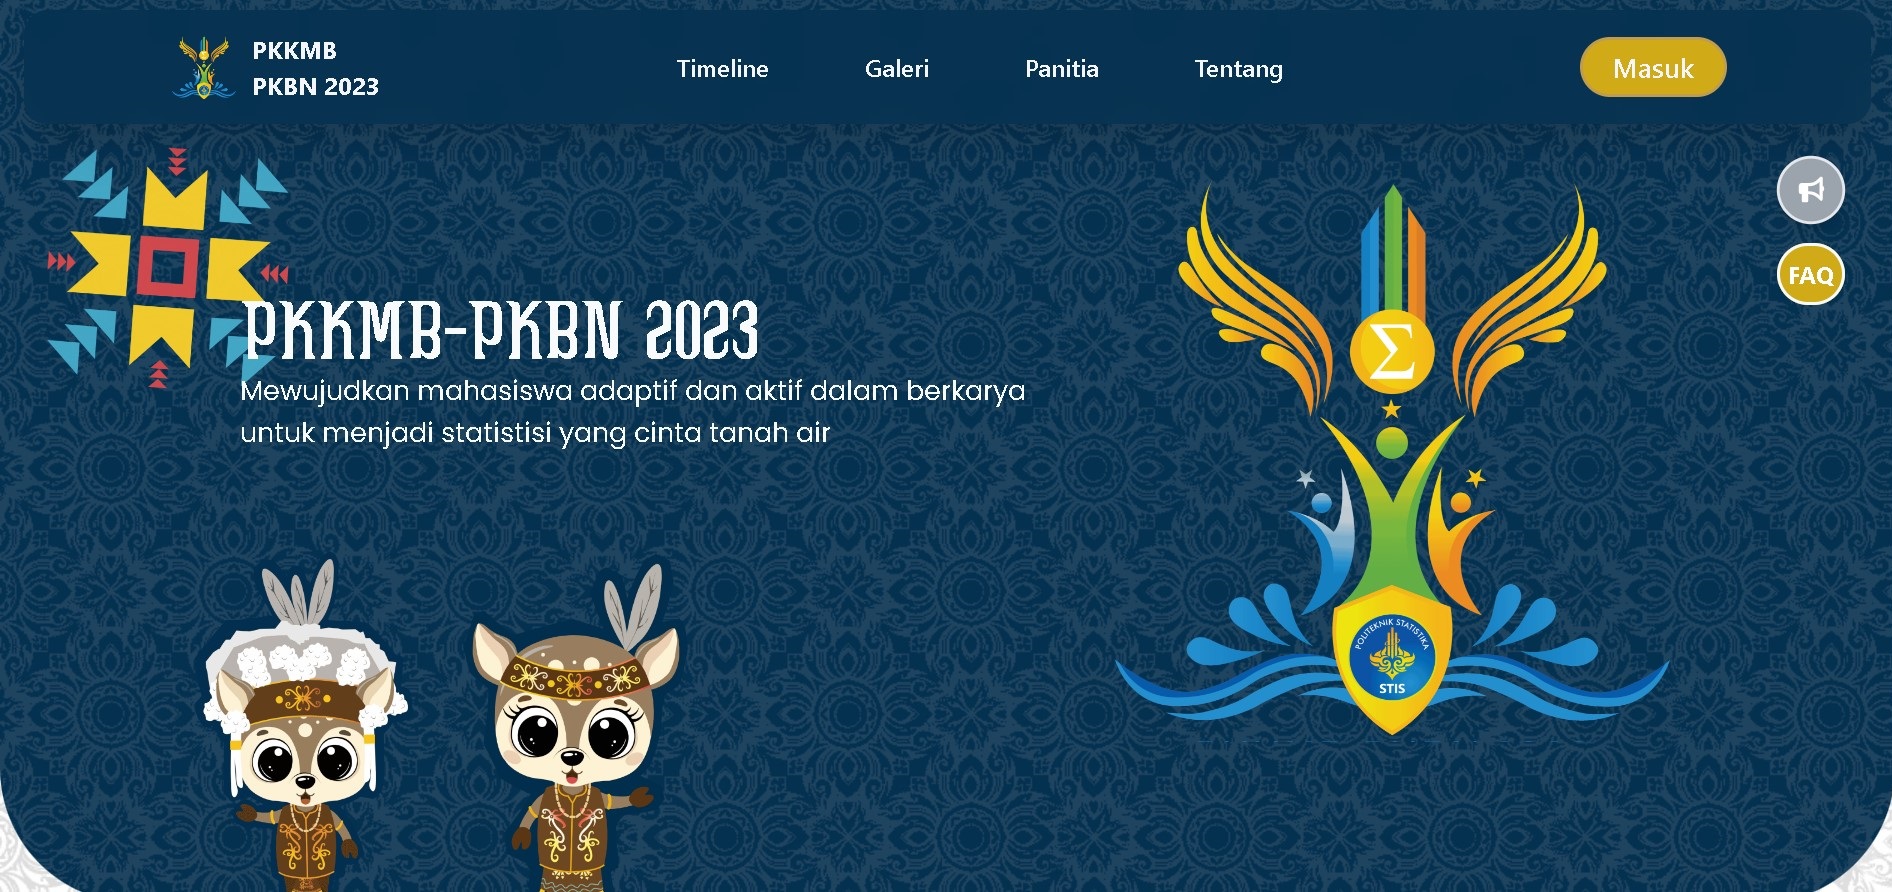 PKKMB
PKBN 2023
Timeline
Galeri
Panitia
Tentang
Masuk
FAQ
PKKMB-PKBN 2023
Mewujudkan mahasiswa adaptif dan aktif dalam berkarya
untuk menjadi statistisi yang cinta tanah air
Σ
POLITEKNIK STATISTIKA
STIS